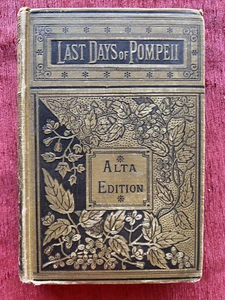 LAST DAYS OF POMPEII
ALTA
EDITION